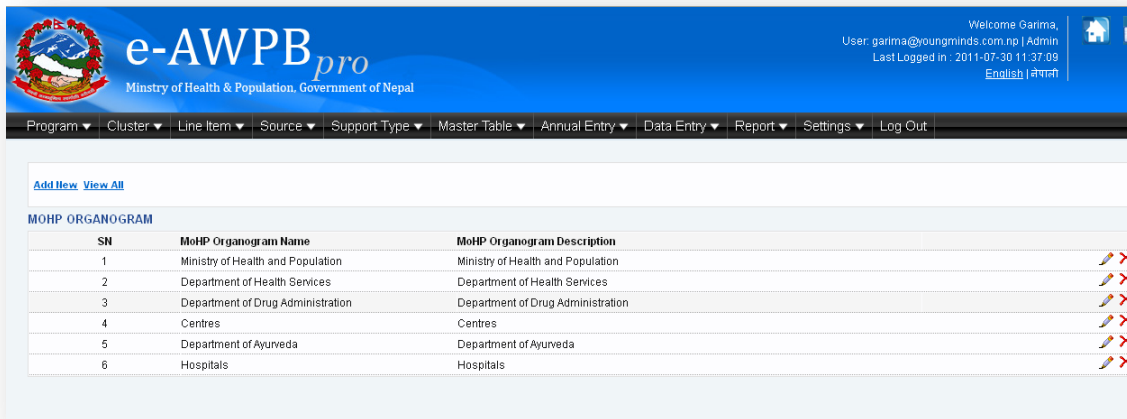 Welcome Garima,
e-AWPB pro
User: garima@youngminds.com.np | Admin
Last Logged in : 2011-07-30 11:37:09
English | नेपाली
Minstry of Health & Population, Government of Nepal
Program Cluster Line Item Source Support Type Master Table Annual Entry Data Entry Report Settings Log Out
Add New View All
MOHP ORGANOGRAM
SN MoHP Organogram Name MoHP Organogram Description
1 Ministry of Health and Population Ministry of Health and Population
2 Department of Health Services Department of Health Services
3 Department of Drug Administration Department of Drug Administration
4 Centres Centres
5 Department of Ayurveda Department of Ayurveda
6 Hospitals Hospitals